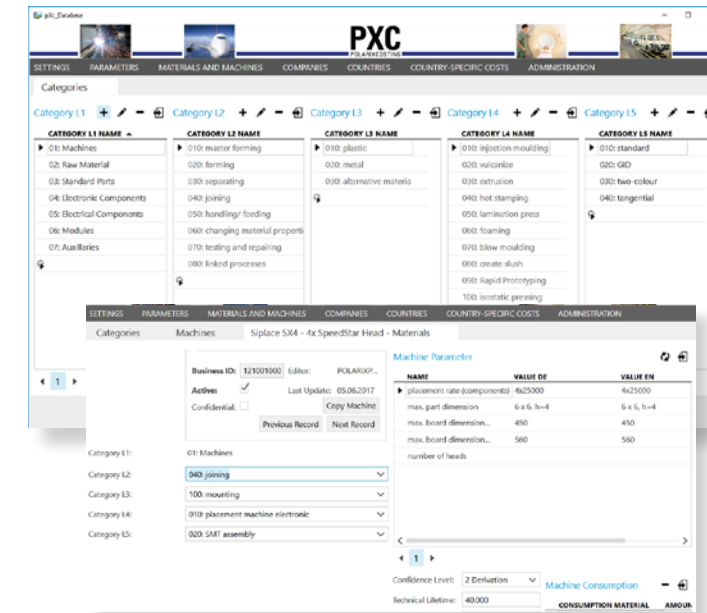 pXc_Database
PXC
POLARIXPARTNER COSTING
SETTINGS PARAMETERS MATERIALS AND MACHINES COMPANIES COUNTRIES COUNTRY-SPECIFIC COSTS ADMINISTRATION
Categories
Category L1 Category L2 Category L3 Category L4 Category L5
CATEGORY L1 NAME CATEGORY L2 NAME CATEGORY L3 NAME CATEGORY L4 NAME CATEGORY L5 NAME
01: Machines 010: master forming 010: plastic 010: injection moulding 010: standard
02: Raw Material 020: forming 020: metal 020: vulcanize 020: GID
03: Standard Parts 030: separating 030: alternative materia 030: extrusion 030: two-colour
04: Electronic Components 040: joining 040: hot stamping 040: tangential
05: Electrical Components 050: handling/ feeding 050: lamination press
06: Modules 060: changing material properti 060: foaming
07: Auxiliaries 070: testing and repairing 070: blow moulding
080: linked processes 080: create slush
090: Rapid Prototyping
100: isostatic pressing
1
SETTINGS PARAMETERS MATERIALS AND MACHINES COMPANIES COUNTRIES COUNTRY-SPECIFIC COSTS ADMINISTRATION
Categories Machines Siplace SX4 - 4x SpeedStar Head - Materials
Business ID: 121001000 Editor: POLARIXP...
Active: Last Update: 05.06.2017
Confidential: Copy Machine
Previous Record Next Record
Category L1: 01: Machines
Category L2: 040: joining
Category L3: 100: mounting
Category L4: 010: placement machine electronic
Category L5: 020: SMT assembly
Machine Parameter
NAME VALUE DE VALUE EN
placement rate (components) 4x25000 4x25000
max. part dimension 6 x 6, h=4 6 x 6, h=4
max. board dimension... 450 450
max. board dimension... 560 560
number of heads
1
Confidence Level: 2 Derivation
Technical Lifetime: 40.000
Machine Consumption
CONSUMPTION MATERIAL AMOUN